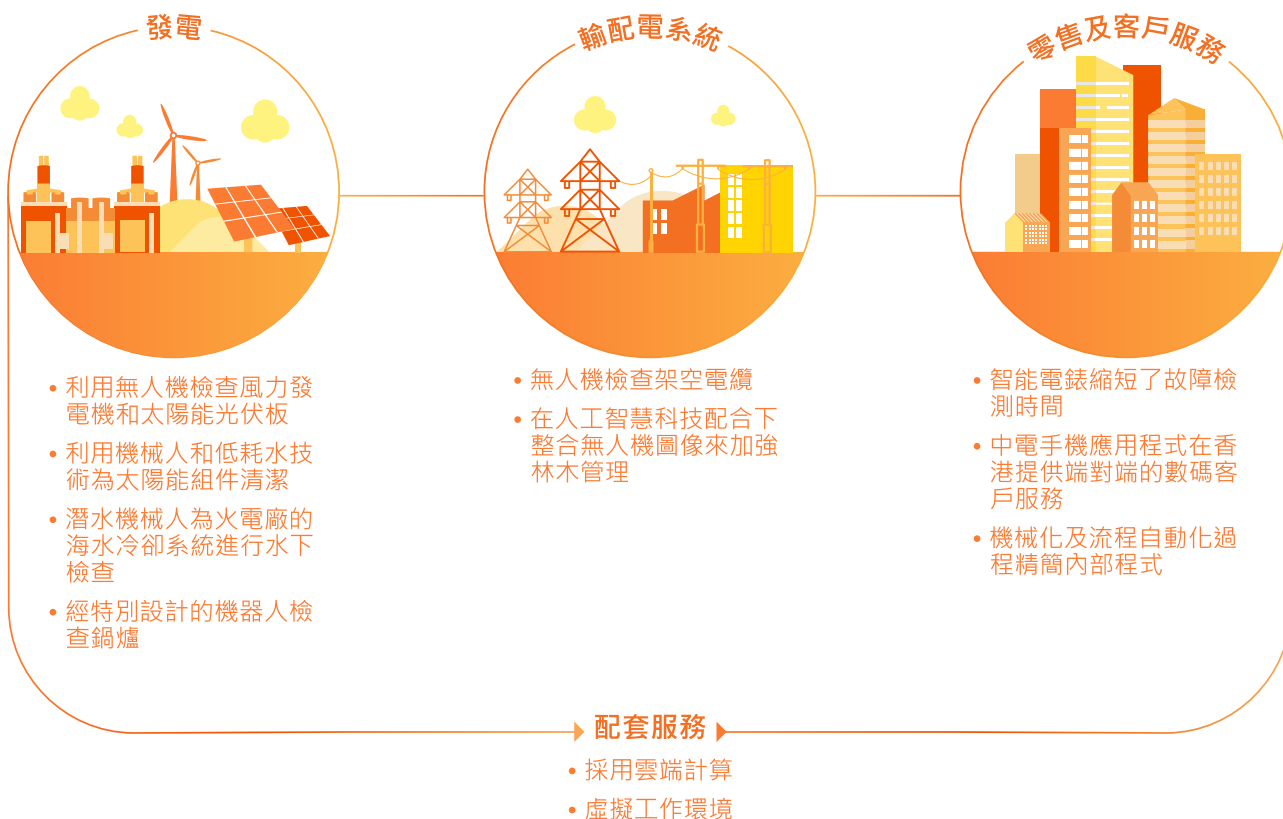 發電
• 利用無人機檢查風力發
電機和太陽能光伏板
• 利用機械人和低耗水技
術為太陽能組件清潔
• 潛水機械人為火電廠的
海水冷卻系統進行水下
檢查
• 經特別設計的機器人檢
查鍋爐
輸配電系統
• 無人機檢查架空電纜
• 在人工智慧科技配合下
整合無人機圖像來加強
林木管理
零售及客戶服務
• 智能電錶縮短了故障檢
測時間
• 中電手機應用程式在香
港提供端對端的數碼客
戶服務
• 機械化及流程自動化過
程精簡內部程式
配套服務
• 採用雲端計算
• 虛擬工作環境